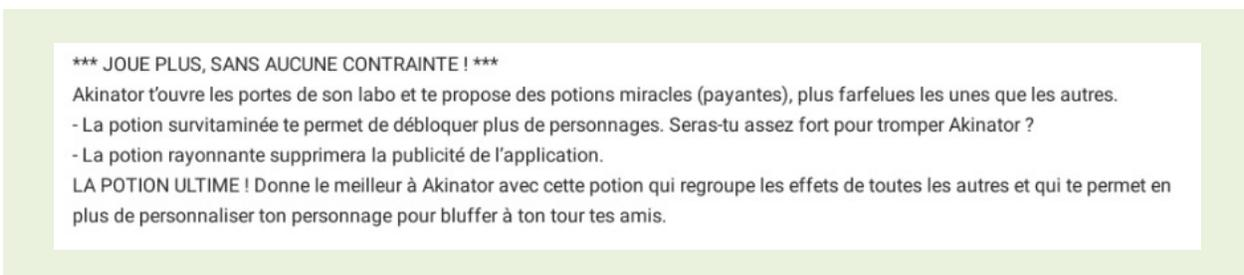 *** JOUE PLUS, SANS AUCUNE CONTRAINTE ! ***
Akinator t’ouvre les portes de son labo et te propose des potions miracles (payantes), plus farfelues les unes que les autres.
- La potion survitaminée te permet de débloquer plus de personnages. Seras-tu assez fort pour tromper Akinator ?
- La potion rayonnante supprimera la publicité de l’application.
LA POTION ULTIME ! Donne le meilleur à Akinator avec cette potion qui regroupe les effets de toutes les autres et qui te permet en
plus de personnaliser ton personnage pour bluffer à ton tour tes amis.